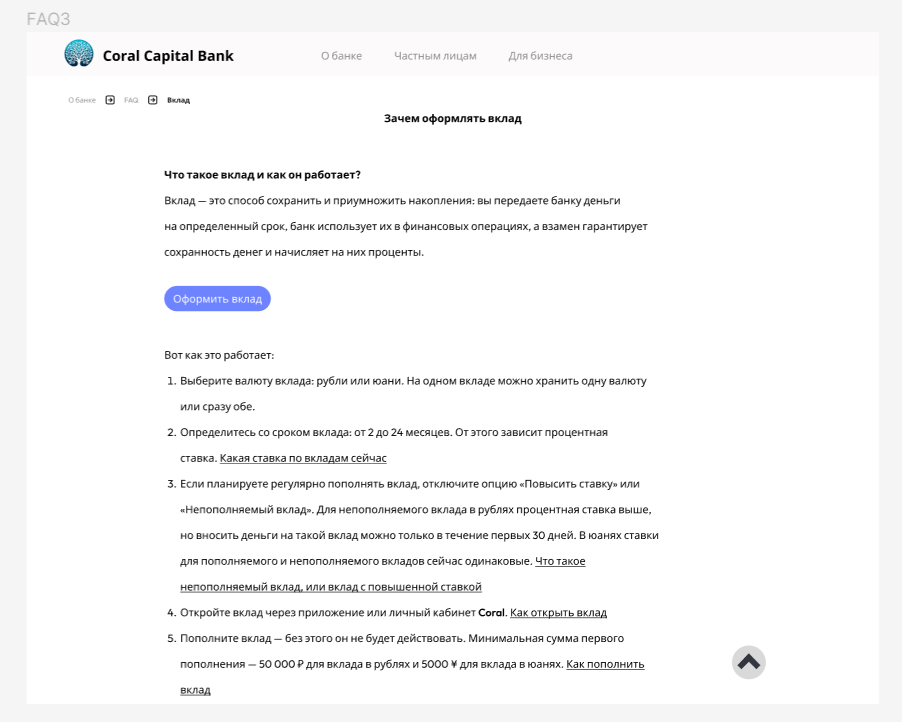 FAQ3
Coral Capital Bank
О банке
Частным лицам
Для бизнеса
О банке
FAQ
Вклад
Зачем оформлять вклад
Что такое вклад и как он работает?
Вклад — это способ сохранить и приумножить накопления: вы передаете банку деньги
на определенный срок, банк использует их в финансовых операциях, а взамен гарантирует
сохранность денег и начисляет на них проценты.
Оформить вклад
Вот как это работает:
1. Выберите валюту вклада: рубли или юани. На одном вкладе можно хранить одну валюту
или сразу обе.
2. Определитесь со сроком вклада: от 2 до 24 месяцев. От этого зависит процентная
ставка. Какая ставка по вкладам сейчас
3. Если планируете регулярно пополнять вклад, отключите опцию «Повысить ставку» или
«Непополняемый вклад». Для непополняемого вклада в рублях процентная ставка выше,
но вносить деньги на такой вклад можно только в течение первых 30 дней. В юанях ставки
для пополняемого и непополняемого вкладов сейчас одинаковые. Что такое
непополняемый вклад, или вклад с повышенной ставкой
4. Откройте вклад через приложение или личный кабинет Coral. Как открыть вклад
5. Пополните вклад — без этого он не будет действовать. Минимальная сумма первого
пополнения — 50 000 ₽ для вклада в рублях и 5000 ¥ для вклада в юанях. Как пополнить
вклад